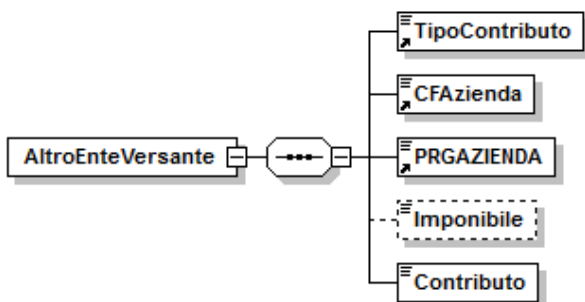 TipoContributo
CFAzienda
AltroEnteVersante
PRGAZIENDA
Imponibile
Contributo